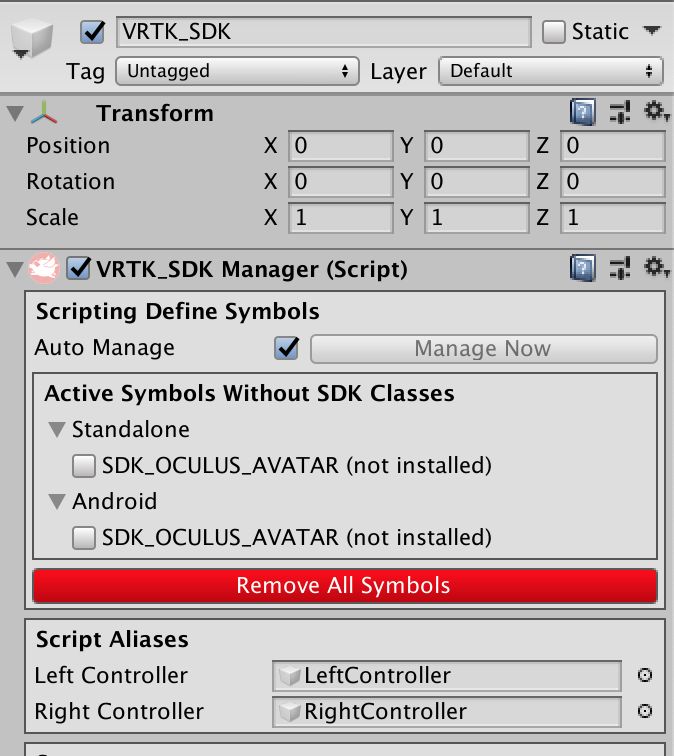 VRTK_SDK Static
Tag Untagged Layer Default
Transform
Position X 0 Y 0 Z 0
Rotation X 0 Y 0 Z 0
Scale X 1 Y 1 Z 1
VRTK_SDK Manager (Script)
Scripting Define Symbols
Auto Manage Manage Now
Active Symbols Without SDK Classes
Standalone
SDK_OCULUS_AVATAR (not installed)
Android
SDK_OCULUS_AVATAR (not installed)
Remove All Symbols
Script Aliases
Left Controller LeftController
Right Controller RightController